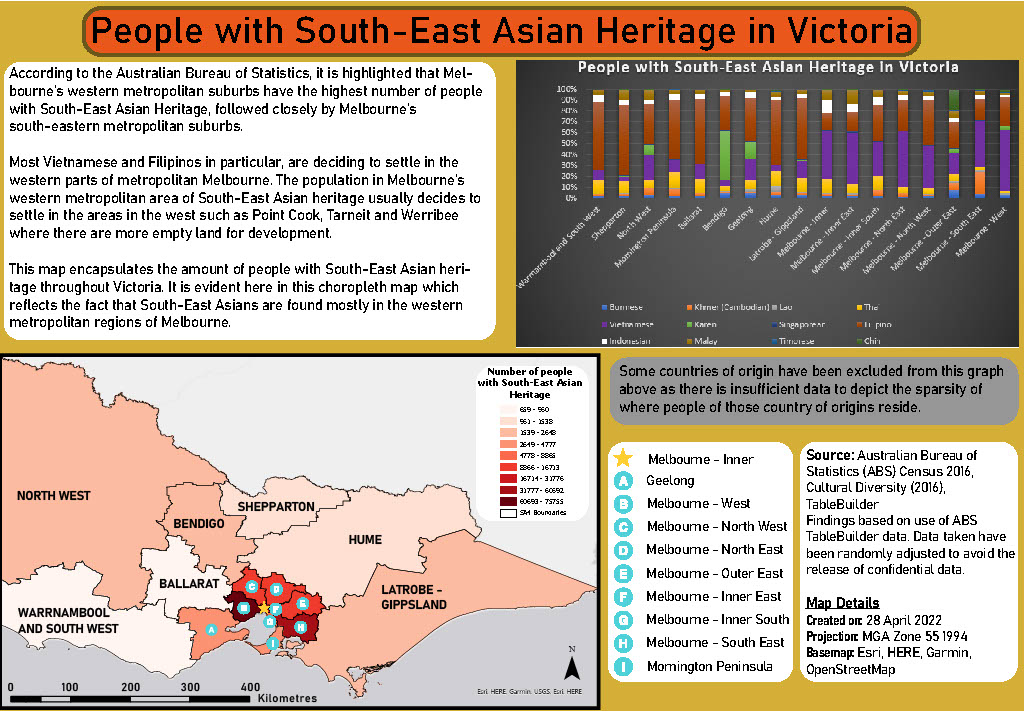 People with South-East Asian Heritage in Victoria
According to the Australian Bureau of Statistics, it is highlighted that Mel-
bourne's western metropolitan suburbs have the highest number of people
with South-East Asian Heritage, followed closely by Melbourne's
south-eastern metropolitan suburbs.
Most Vietnamese and Filipinos in particular, are deciding to settle in the
western parts of metropolitan Melbourne. The population in Melbourne's
western metropolitan area of South-East Asian heritage usually decides to
settle in the areas in the west such as Point Cook, Tarneit and Werribee
where there are more empty land for development.
This map encapsulates the amount of people with South-East Asian heri-
tage throughout Victoria. It is evident here in this choropleth map which
reflects the fact that South-East Asians are found mostly in the western
metropolitan regions of Melbourne.
People with South-East Asian Heritage in Victoria
100%
90%
80%
70%
60%
50%
40%
30%
20%
10%
0%
Warrnambool and South West
Shepparton
North West
Mornington Peninsula
Ballarat
Bendigo
Geelong
Hume
Latrobe - Gippsland
Melbourne - Inner
Melbourne - Inner East
Melbourne - Inner South
Melbourne - North East
Melbourne - North West
Melbourne - Outer East
Melbourne - South East
Melbourne - West
Burmese
Khmer (Cambodian)
Lao
Thai
Vietnamese
Karen
Singaporean
Filipino
Indonesian
Malay
Timorese
Chin
Some countries of origin have been excluded from this graph
above as there is insufficient data to depict the sparsity of
where people of those country of origins reside.
Number of people
with South-East Asian
Heritage
659 - 960
961 - 1538
1539 - 2648
2649 - 4777
4778 - 8865
8866 - 16713
16714 - 31776
31777 - 60692
60693 - 75755
SA4 Boundaries
NORTH WEST
BENDIGO
SHEPPARTON
HUME
BALLARAT
WARRNAMBOOL
AND SOUTH WEST
LATROBE -
GIPPSLAND
A
B
C
D
E
F
G
H
I
N
0 100 200 300 400
Kilometres
Esri, HERE, Garmin, USGS, Esri, HERE
Melbourne - Inner
A Geelong
B Melbourne - West
C Melbourne - North West
D Melbourne - North East
E Melbourne - Outer East
F Melbourne - Inner East
G Melbourne - Inner South
H Melbourne - South East
I Mornington Peninsula
Source: Australian Bureau of
Statistics (ABS) Census 2016,
Cultural Diversity (2016),
TableBuilder
Findings based on use of ABS
TableBuilder data. Data taken have
been randomly adjusted to avoid the
release of confidential data.
Map Details
Created on: 28 April 2022
Projection: MGA Zone 55 1994
Basemap: Esri, HERE, Garmin,
OpenStreetMap